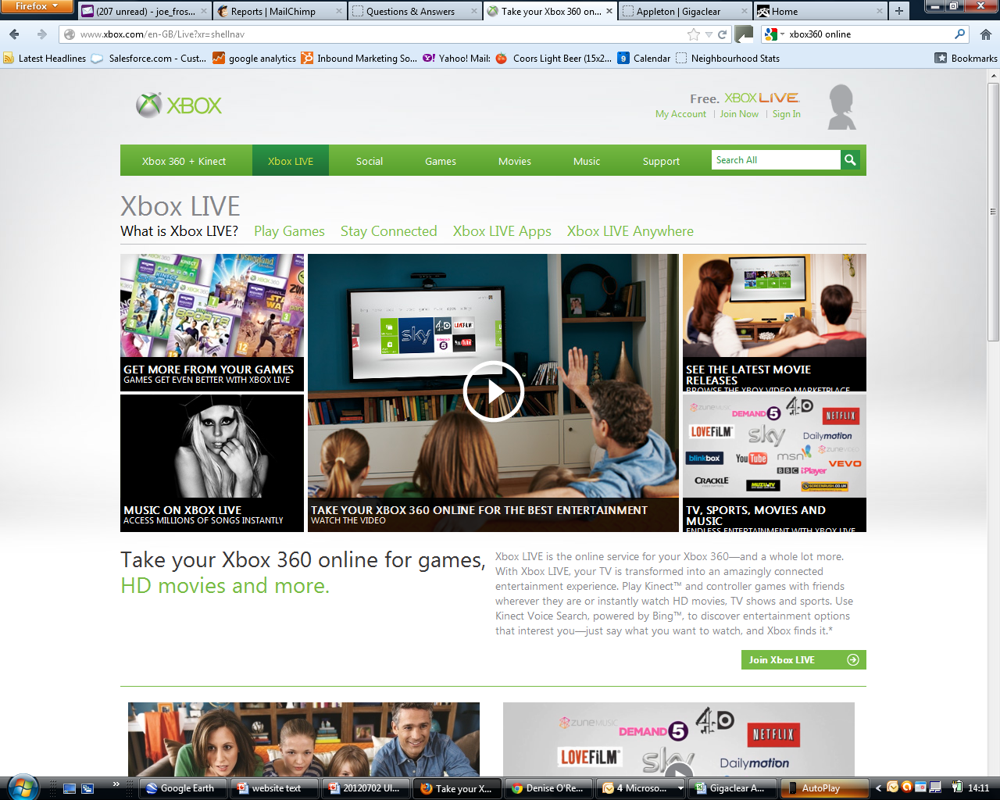 Firefox
(207 unread) - joe_fros...
Reports | MailChimp
Questions & Answers
Take your Xbox 360 on...
Appleton | Gigaclear
Home
www.xbox.com/en-GB/Live?xr=shellnav
xbox360 online
Latest Headlines
Salesforce.com - Cust...
google analytics
Inbound Marketing So...
Yahoo! Mail:
Coors Light Beer (15x2...
9 Calendar
Neighbourhood Stats
Bookmarks
XBOX
Free. XBOX LIVE
My Account | Join Now | Sign In
Xbox 360 + Kinect
Xbox LIVE
Social
Games
Movies
Music
Support
Search All
Xbox LIVE
What is Xbox LIVE?
Play Games
Stay Connected
Xbox LIVE Apps
Xbox LIVE Anywhere
GET MORE FROM YOUR GAMES
GAMES GET EVEN BETTER WITH XBOX LIVE
sky
4oD
LOVEFiLM
5
YouTube
TAKE YOUR XBOX 360 ONLINE FOR THE BEST ENTERTAINMENT
WATCH THE VIDEO
SEE THE LATEST MOVIE
RELEASES
BROWSE THE XBOX VIDEO MARKETPLACE
MUSIC ON XBOX LIVE
ACCESS MILLIONS OF SONGS INSTANTLY
ZUNE MUSIC
DEMAND 5
4oD
NETFLIX
LOVEFiLM
sky
Dailymotion
blinkbox
YouTube
msn
ZUNE VIDEO
BBC iPlayer
VEVO
CRACKLE
MUZU.TV
SCREENRUSH.CO.UK
TV, SPORTS, MOVIES AND
MUSIC
ENDLESS ENTERTAINMENT WITH XBOX LIVE
Take your Xbox 360 online for games,
HD movies and more.
Xbox LIVE is the online service for your Xbox 360—and a whole lot more.
With Xbox LIVE, your TV is transformed into an amazingly connected
entertainment experience. Play Kinect™ and controller games with friends
wherever they are or instantly watch HD movies, TV shows and sports. Use
Kinect Voice Search, powered by Bing™, to discover entertainment options
that interest you—just say what you want to watch, and Xbox finds it.*
Join Xbox LIVE
ZUNE MUSIC
DEMAND 5
4oD
NETFLIX
LOVEFiLM
sky
Dailymotion
Google Earth
website text
20120702 UI...
Take your X...
Denise O'Re...
4 Microso...
Gigaclear A...
AutoPlay
14:11